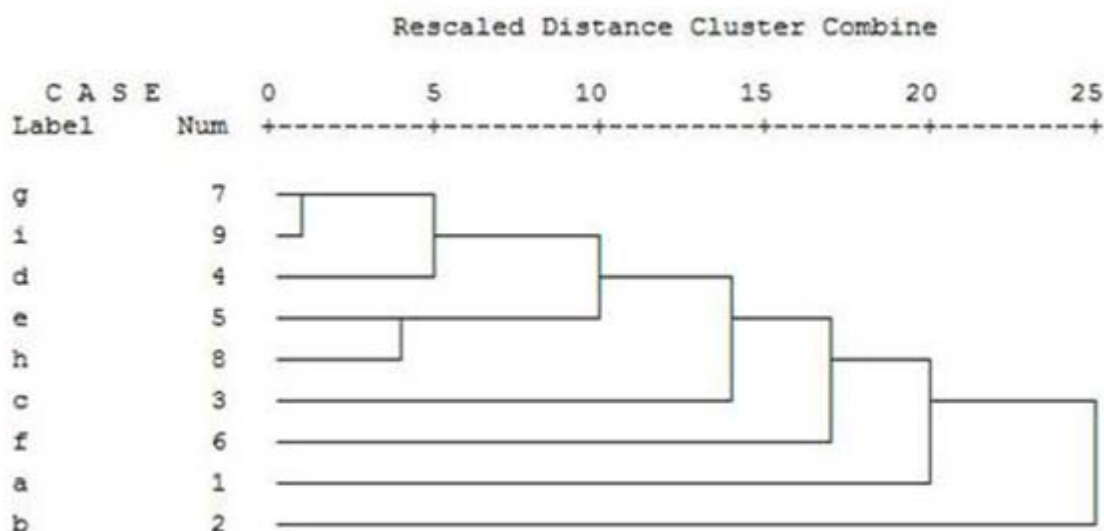 Rescaled Distance Cluster Combine
C A S E 0 5 10 15 20 25
Label Num +---------+---------+---------+---------+---------+
g 7
i 9
d 4
e 5
h 8
c 3
f 6
a 1
b 2